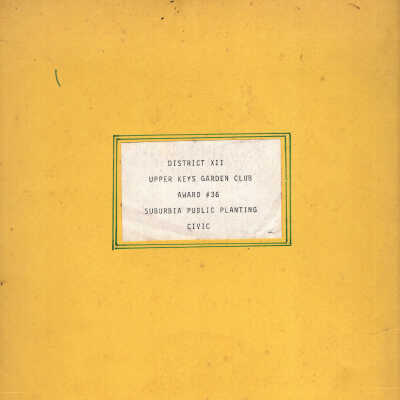 DISTRICT XII
UPPER KEYS GARDEN CLUB
AWARD #36
SUBURBIA PUBLIC PLANTING
CIVIC